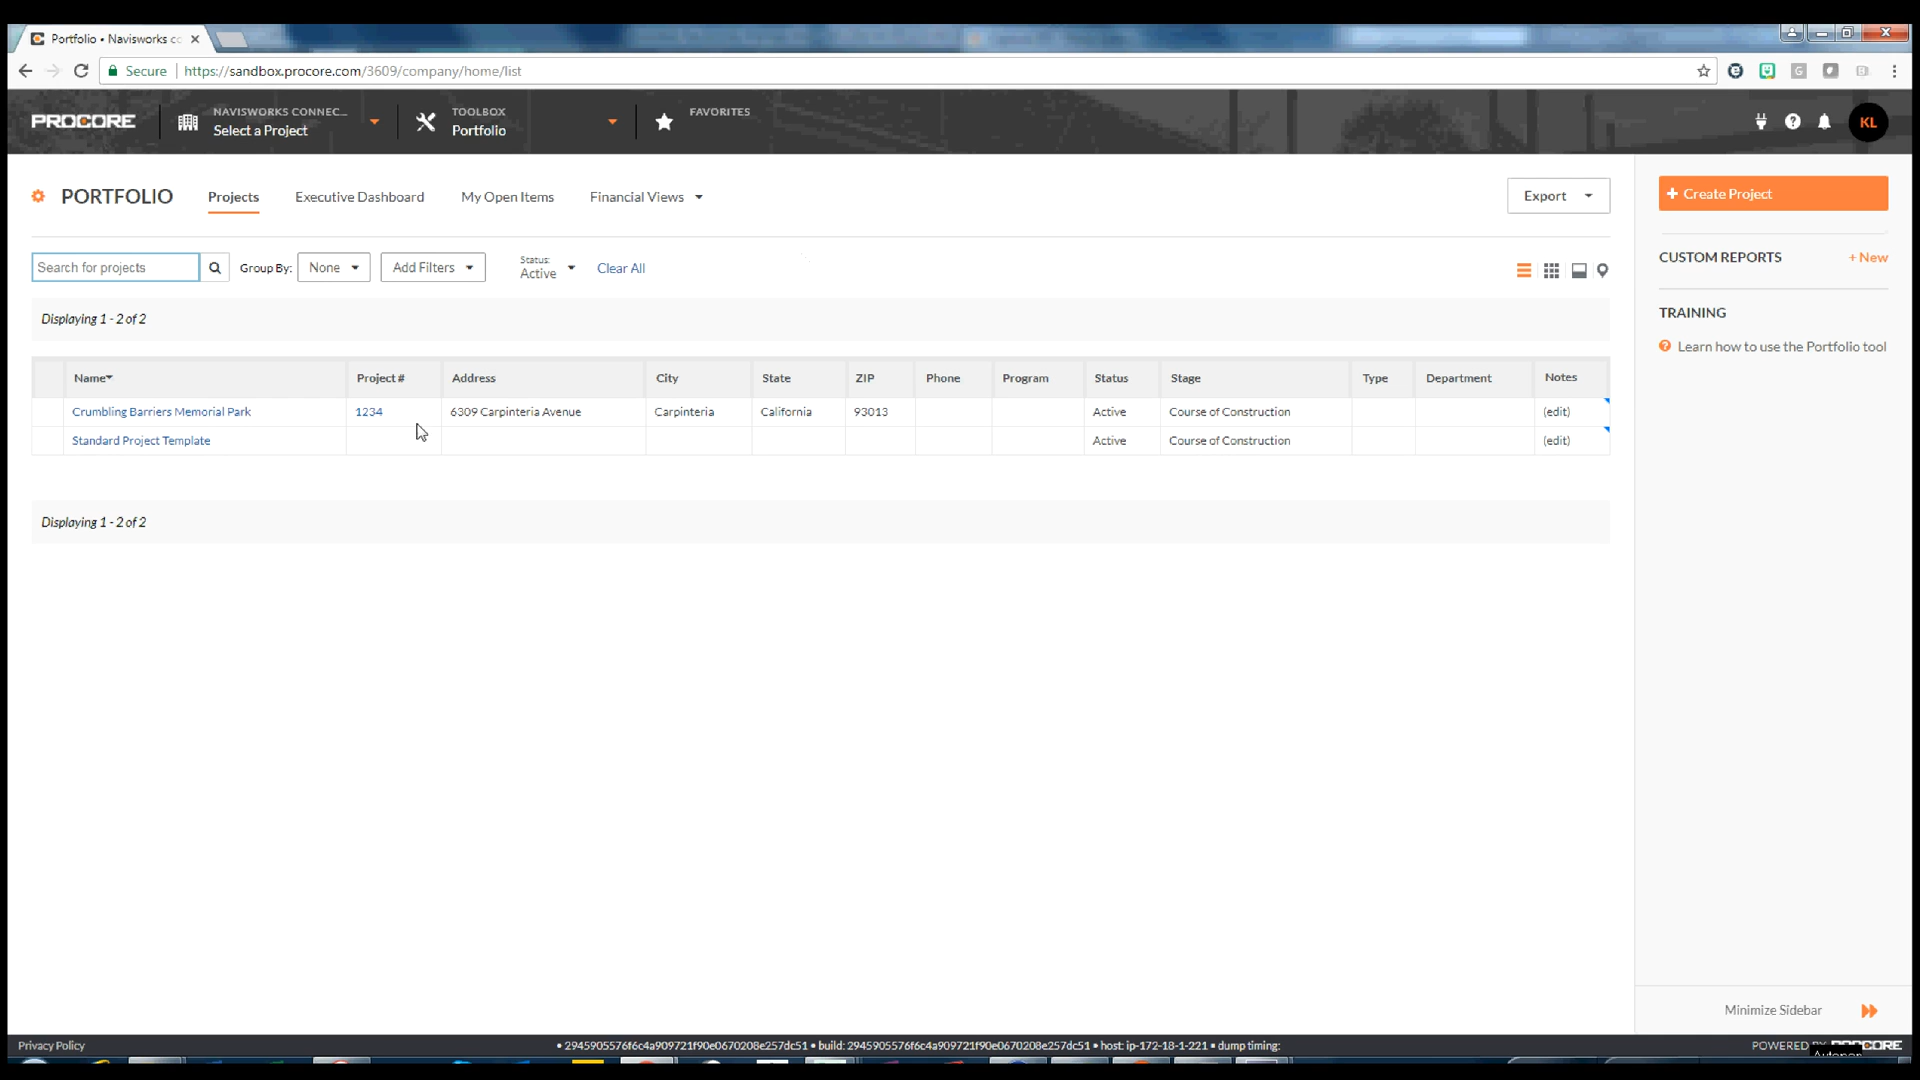 Portfolio • Navisworks cc
Secure
https://sandbox.procore.com/3609/company/home/list
PROCORE
NAVISWORKS CONNEC...
Select a Project
TOOLBOX
Portfolio
FAVORITES
KL
PORTFOLIO
Projects
Executive Dashboard
My Open Items
Financial Views
Export
+ Create Project
Search for projects
Group By:
None
Add Filters
Status:
Active
Clear All
CUSTOM REPORTS
+ New
TRAINING
Learn how to use the Portfolio tool
Displaying 1 - 2 of 2
Name Project # Address City State ZIP Phone Program Status Stage Type Department Notes
Crumbling Barriers Memorial Park 1234 6309 Carpinteria Avenue Carpinteria California 93013 Active Course of Construction (edit)
Standard Project Template Active Course of Construction (edit)
Displaying 1 - 2 of 2
Minimize Sidebar
Privacy Policy
• 2945905576f6c4a909721f90e0670208e257dc51 • build: 2945905576f6c4a909721f90e0670208e257dc51 • host: ip-172-18-1-221 • dump timing:
POWERED BY PROCORE